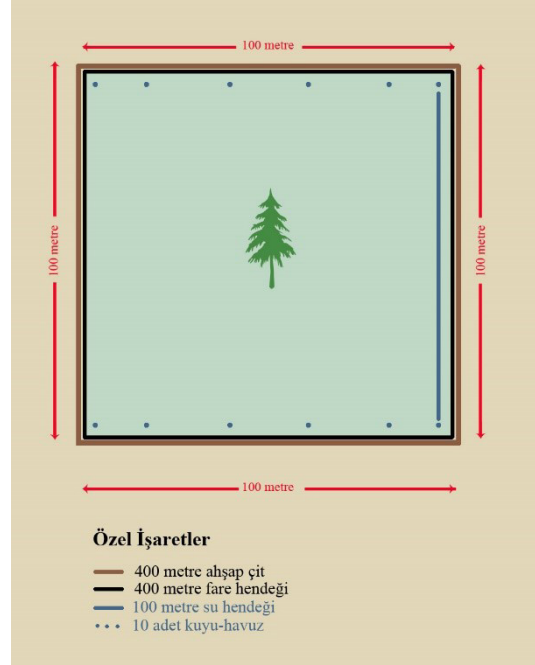 100 metre
100 metre
100 metre
100 metre
Özel İşaretler
400 metre ahşap çit
400 metre fare hendeği
100 metre su hendeği
10 adet kuyu-havuz